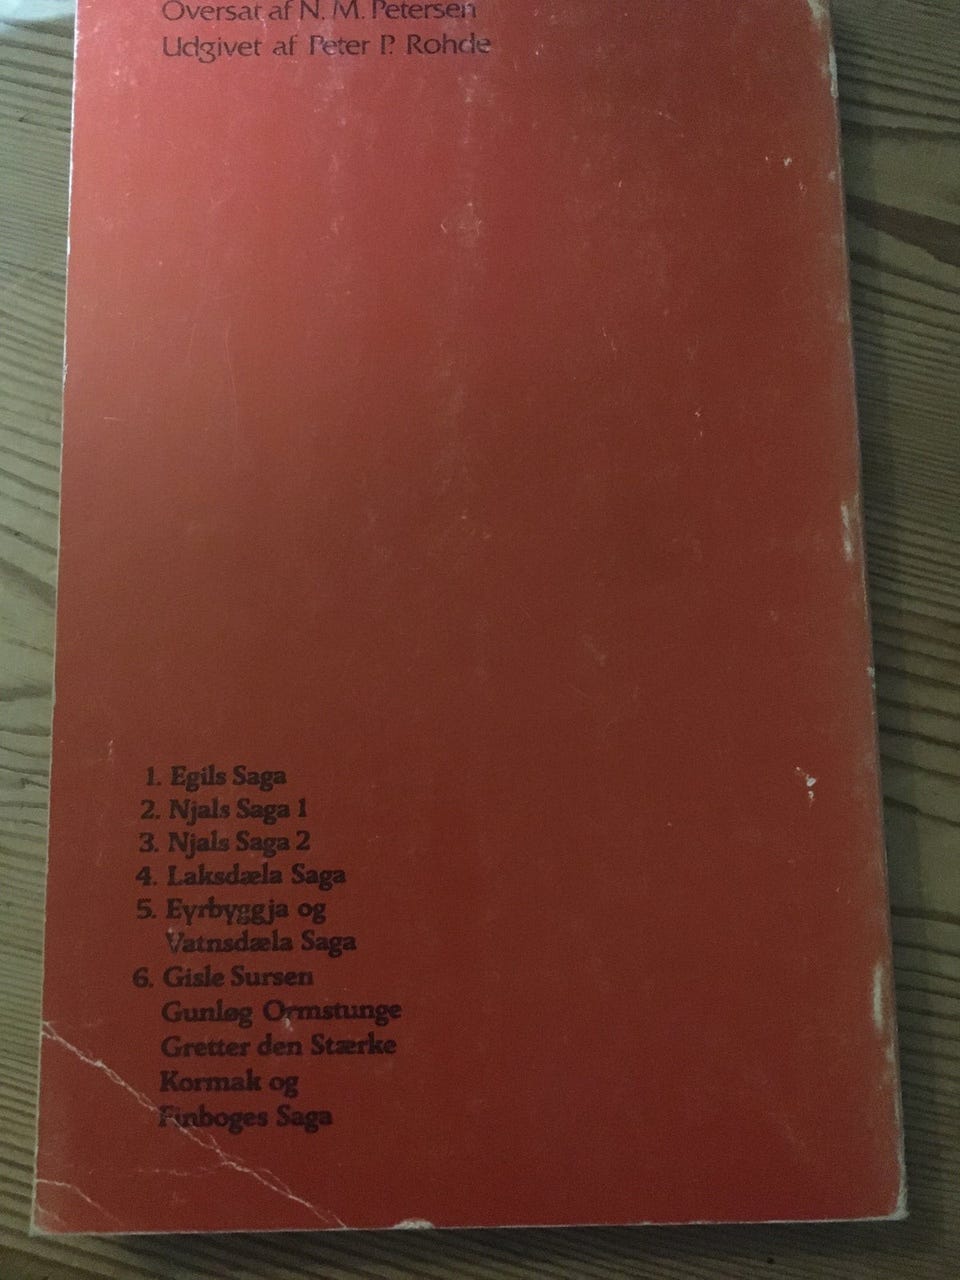 Oversat af N. M. Petersen
Udgivet af Peter P. Rohde
1. Egils Saga
2. Njals Saga 1
3. Njals Saga 2
4. Laksdæla Saga
5. Eyrbyggja og
Vatnsdæla Saga
6. Gisle Sursen
Gunløg Ormstunge
Gretter den Stærke
Kormak og
Finboges Saga